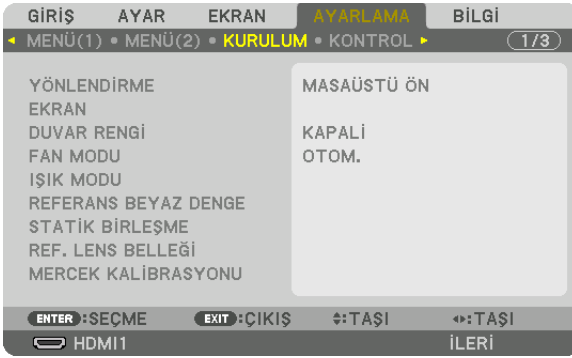 GİRİŞ AYAR EKRAN AYARLAMA BİLGİ
MENÜ(1) • MENÜ(2) • KURULUM • KONTROL 1/3
YÖNLENDİRME MASAÜSTÜ ÖN
EKRAN
DUVAR RENGİ KAPALI
FAN MODU OTOM.
IŞIK MODU
REFERANS BEYAZ DENGE
STATİK BİRLEŞME
REF. LENS BELLEĞİ
MERCEK KALİBRASYONU
ENTER :SEÇME EXIT :ÇIKIŞ :TAŞI :TAŞI
HDMI1 İLERİ